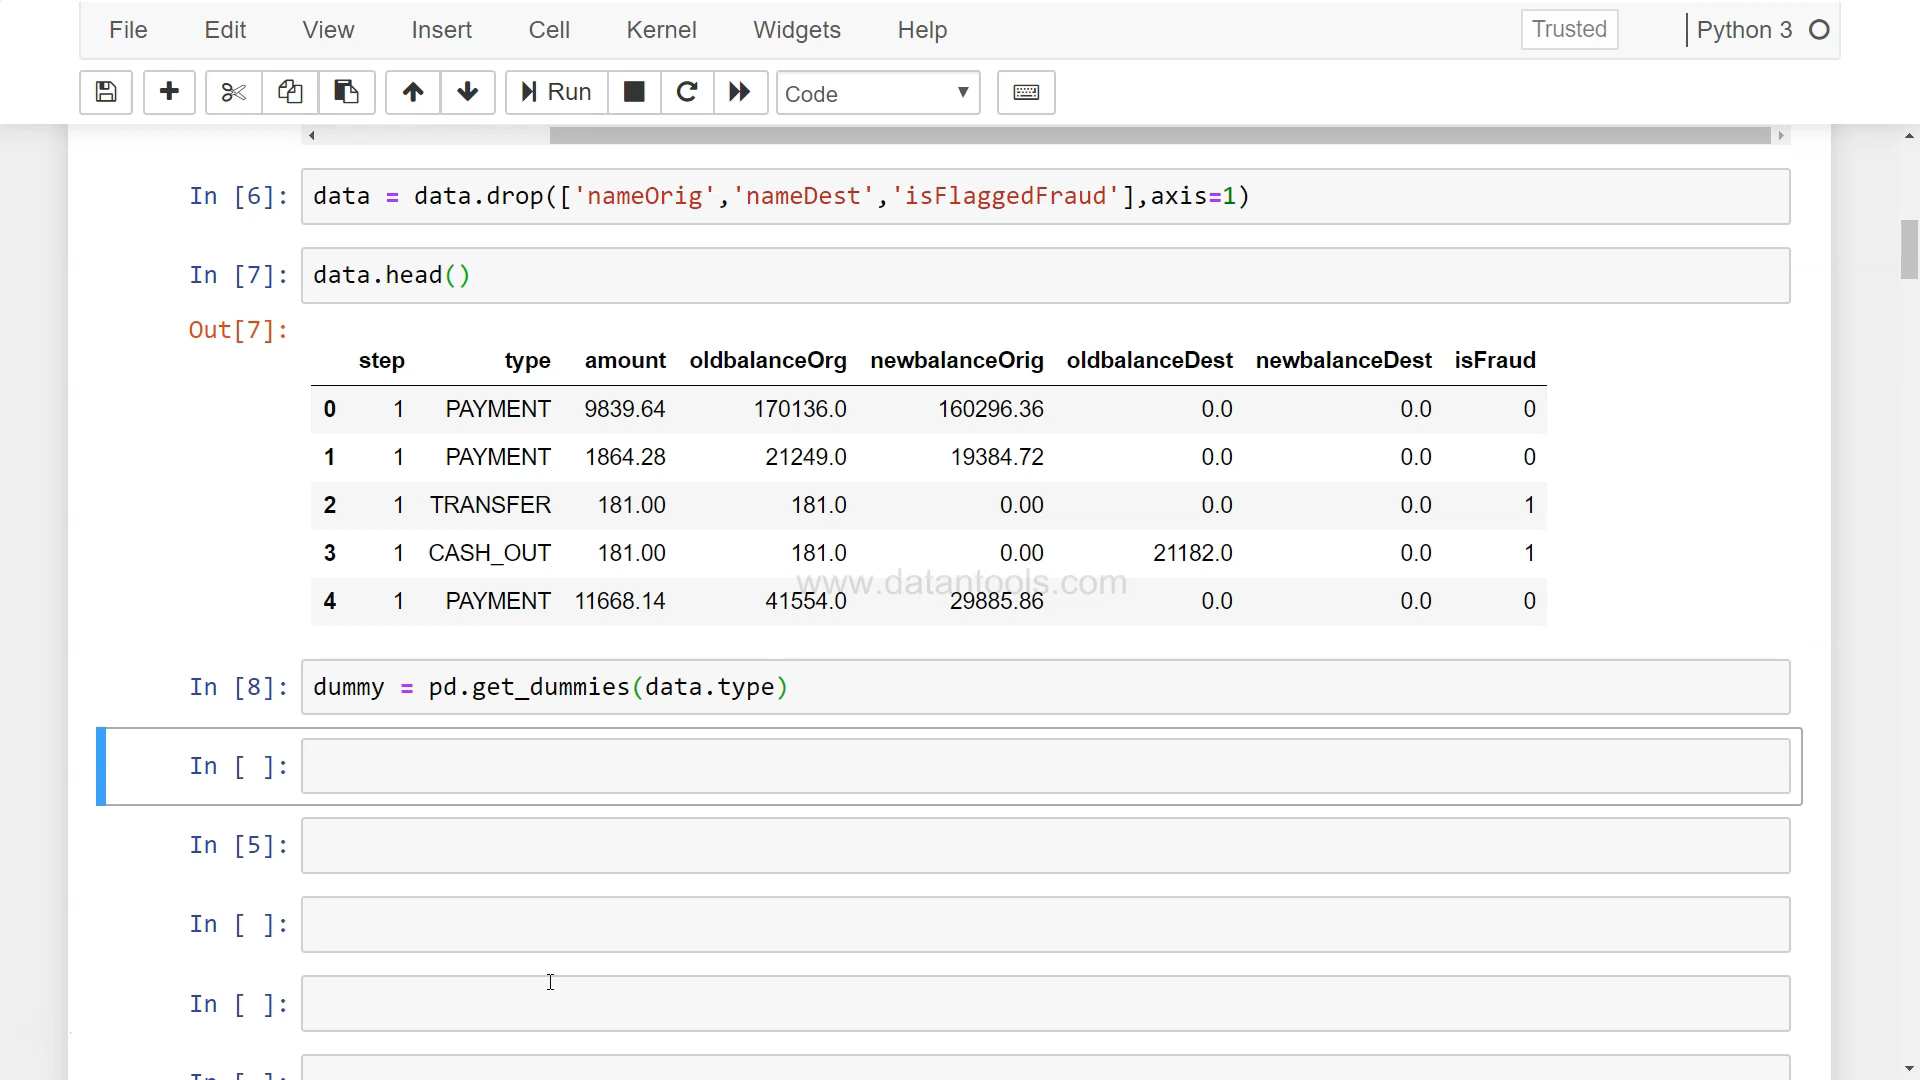 File Edit View Insert Cell Kernel Widgets Help Trusted Python 3
Run Code
In [6]: data = data.drop(['nameOrig','nameDest','isFlaggedFraud'],axis=1)
In [7]: data.head()
Out[7]:
step type amount oldbalanceOrg newbalanceOrig oldbalanceDest newbalanceDest isFraud
0 1 PAYMENT 9839.64 170136.0 160296.36 0.0 0.0 0
1 1 PAYMENT 1864.28 21249.0 19384.72 0.0 0.0 0
2 1 TRANSFER 181.00 181.0 0.00 0.0 0.0 1
3 1 CASH_OUT 181.00 181.0 0.00 21182.0 0.0 1
www.datantools.com
4 1 PAYMENT 11668.14 41554.0 29885.86 0.0 0.0 0
In [8]: dummy = pd.get_dummies(data.type)
In [ ]:
In [5]:
In [ ]:
In [ ]: